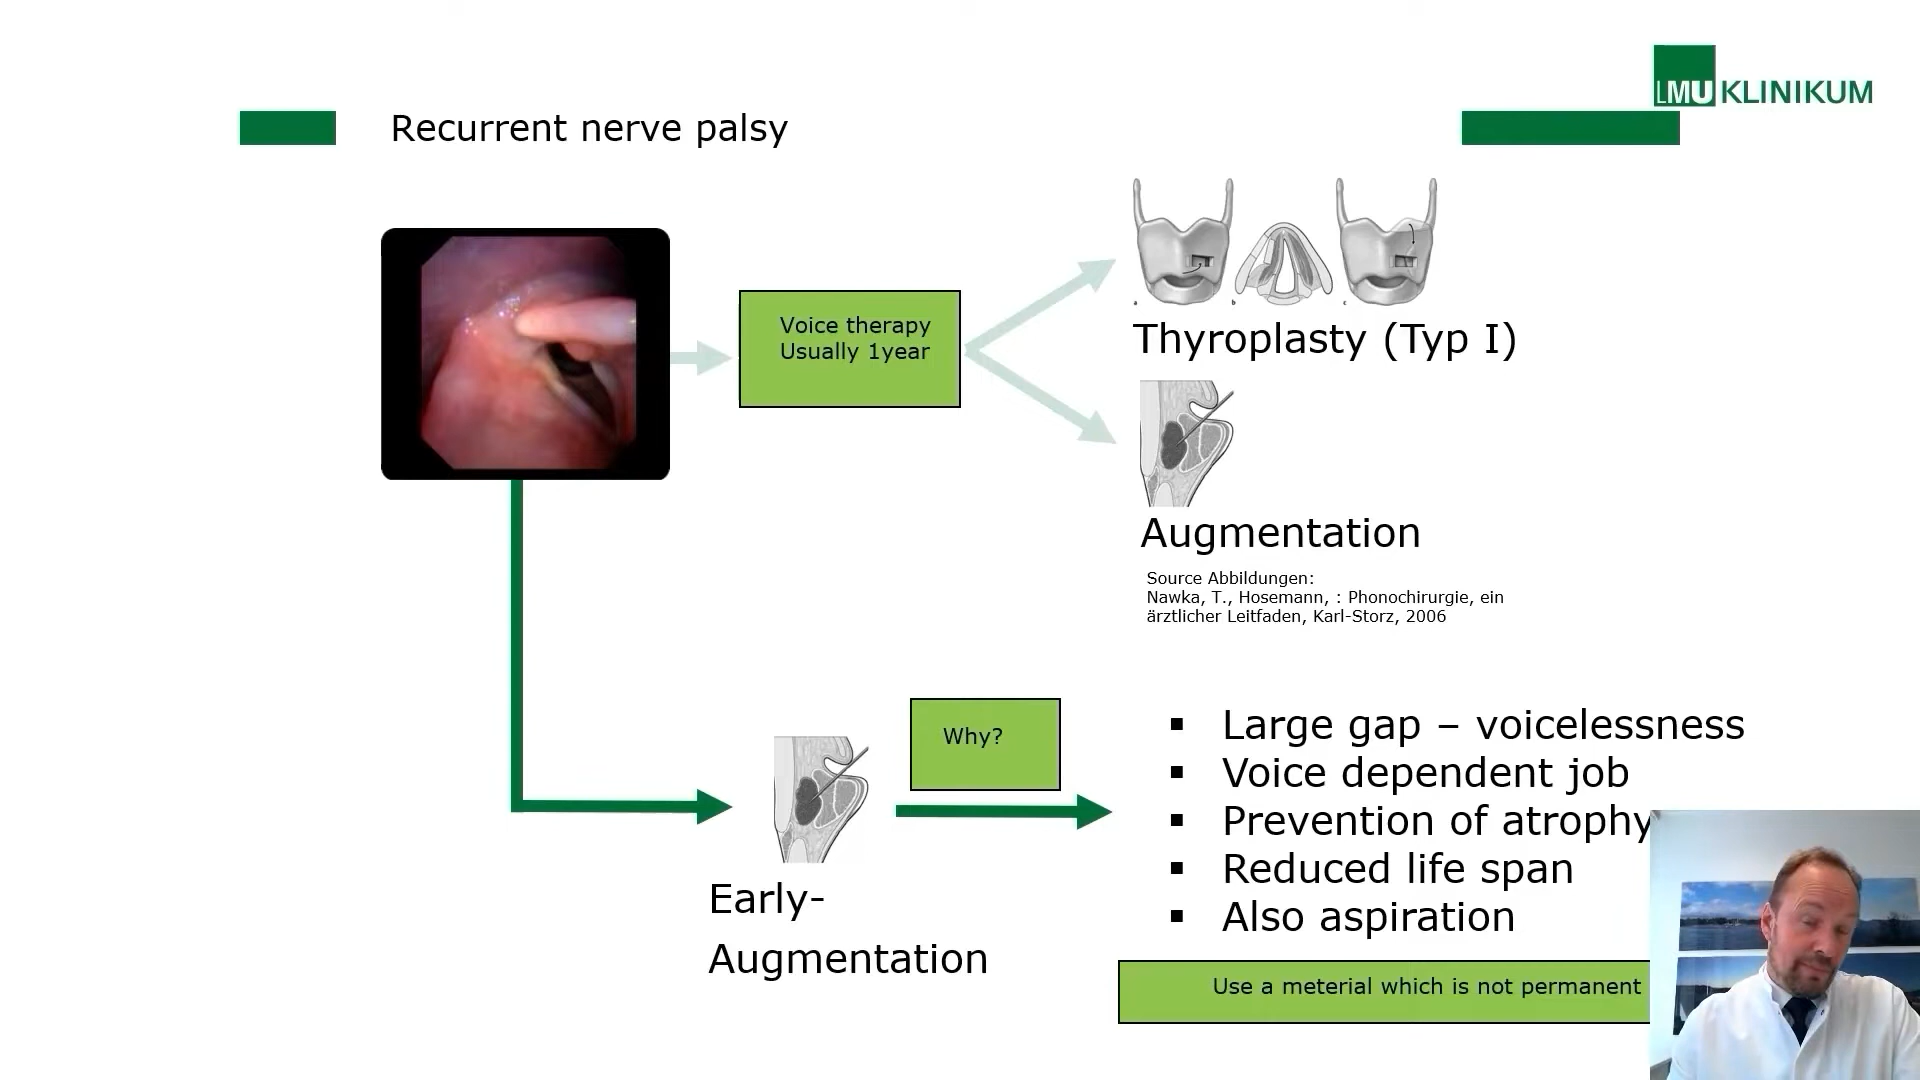 LMU KLINIKUM
Recurrent nerve palsy
Voice therapy
Usually 1year
a
b
c
Thyroplasty (Typ I)
Augmentation
Source Abbildungen:
Nawka, T., Hosemann, : Phonochirurgie, ein
ärztlicher Leitfaden, Karl-Storz, 2006
Why?
Early-
Augmentation
▪ Large gap – voicelessness
▪ Voice dependent job
▪ Prevention of atrophy
▪ Reduced life span
▪ Also aspiration
Use a meterial which is not permanent